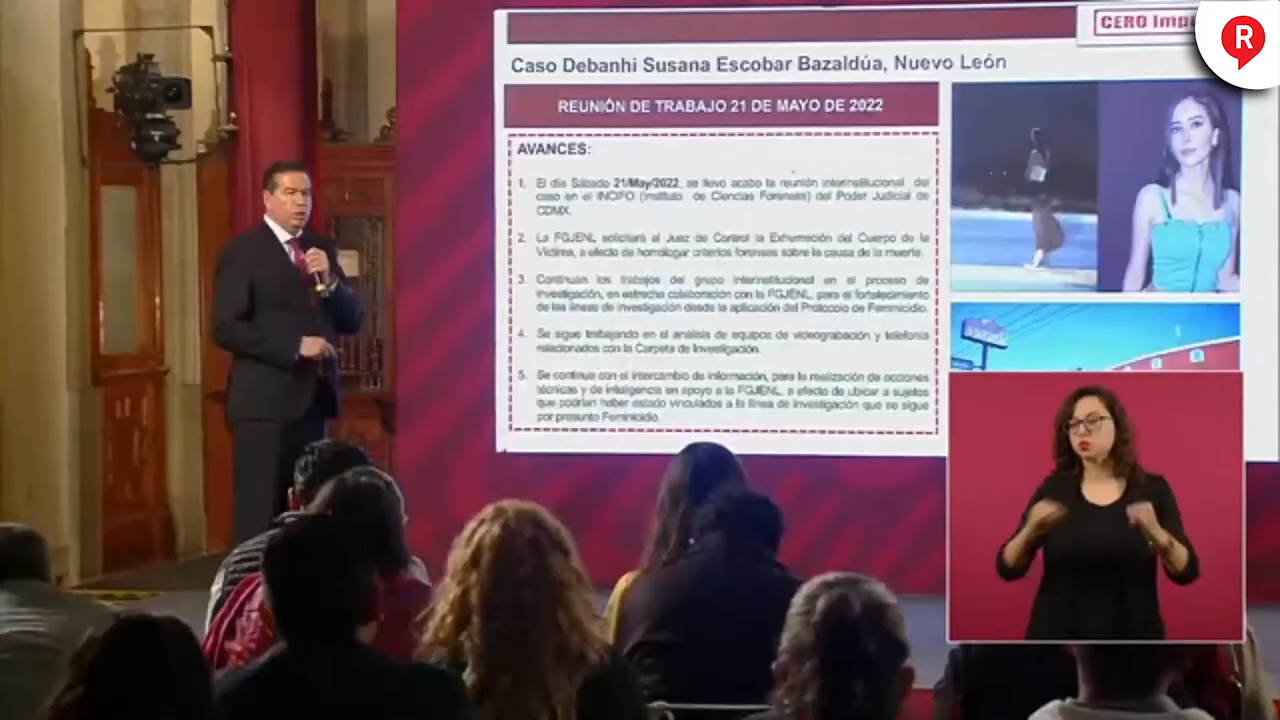 CERO Imp
R
Caso Debanhi Susana Escobar Bazaldúa, Nuevo León
REUNIÓN DE TRABAJO 21 DE MAYO DE 2022
AVANCES:
1. El día Sábado 21/May/2022, se llevo acabo la reunión interinstitucional del
caso en el INCIFO (Instituto de Ciencias Forenses) del Poder Judicial de
CDMX.
2. La FGJENL solicitará al Juez de Control la Exhumación del Cuerpo de la
Víctima, a efecto de homologar criterios forenses sobre la causa de la muerte.
3. Continuan los trabajos del grupo interinstitucional en el proceso de
investigación, en estrecha colaboración con la FGJENL, para el fortalecimiento
de las líneas de investigación desde la aplicación del Protocolo de Feminicidio.
4. Se sigue trabajando en el análisis de equipos de videograbación y telefonía
relacionados con la Carpeta de Investigación.
5. Se continua con el intercambio de información, para la realización de acciones
técnicas y de inteligencia en apoyo a la FGJENL, a efecto de ubicar a sujetos
que podrían haber estado vinculados a la línea de investigación que se sigue
por presunto Feminicidio.